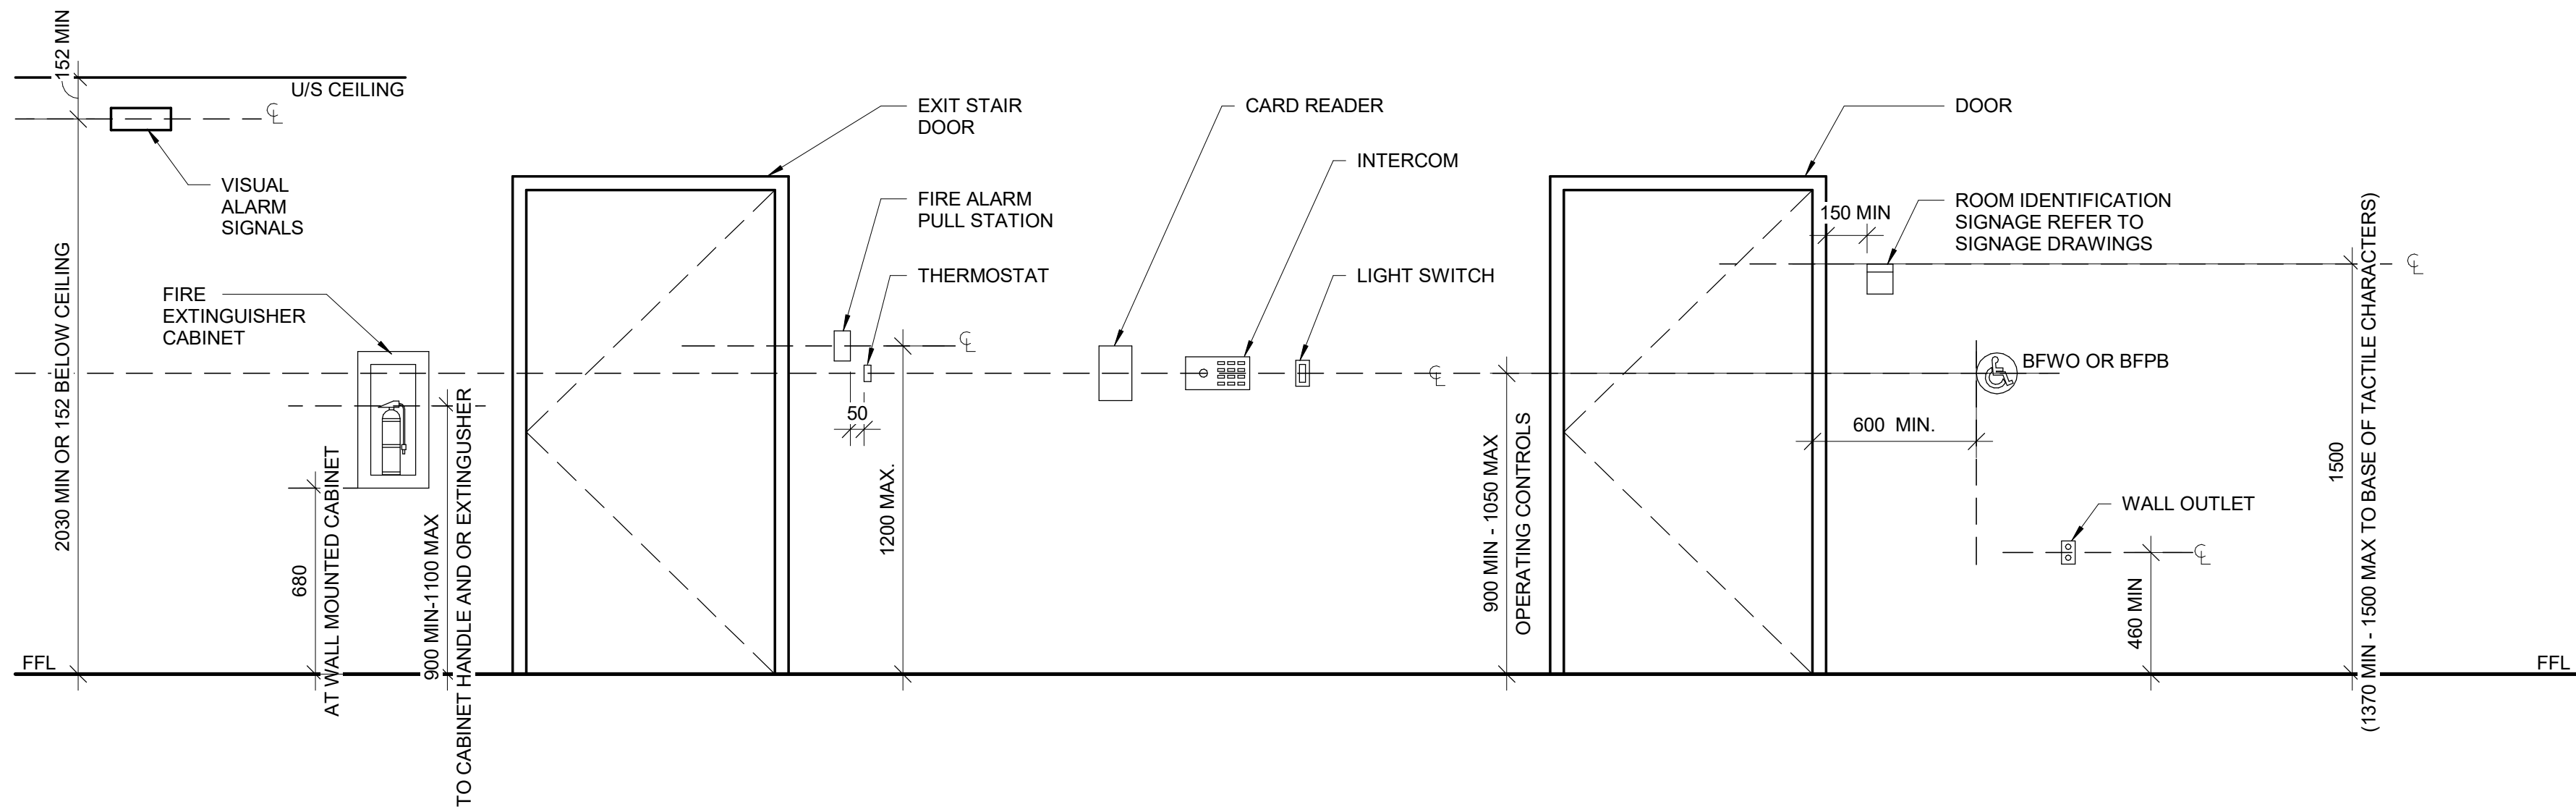 152 MIN
U/S CEILING
℄
VISUAL
ALARM
SIGNALS
2030 MIN OR 152 BELOW CEILING
FIRE
EXTINGUISHER
CABINET
680
AT WALL MOUNTED CABINET
900 MIN-1100 MAX
TO CABINET HANDLE AND OR EXTINGUSHER
FFL
EXIT STAIR
DOOR
FIRE ALARM
PULL STATION
THERMOSTAT
℄
50
1200 MAX.
CARD READER
INTERCOM
LIGHT SWITCH
℄
900 MIN - 1050 MAX
OPERATING CONTROLS
DOOR
150 MIN
ROOM IDENTIFICATION
SIGNAGE REFER TO
SIGNAGE DRAWINGS
℄
BFWO OR BFPB
600 MIN.
WALL OUTLET
℄
460 MIN
1500
(1370 MIN - 1500 MAX TO BASE OF TACTILE CHARACTERS)
FFL